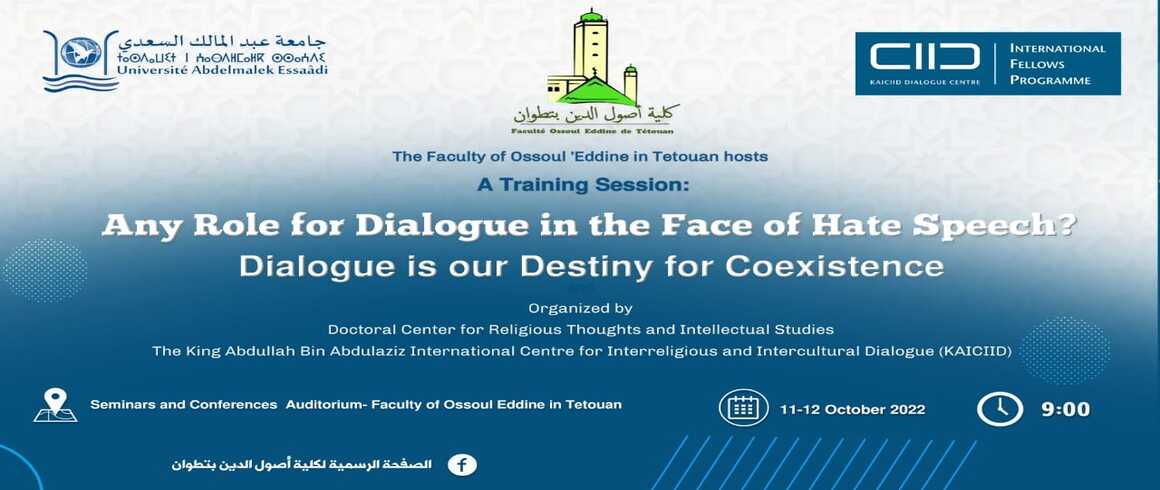 جامعة عبد المالك السعدي
ⵜⴰⵙⴷⴰⵡⵉⵜ ⵏ ⵄⴰⴱⴷⵍⵎⴰⵍⴽ ⵙⵙⴰⵄⴷⵉ
Université Abdelmalek Essaâdi
كلية أصول الدين بتطوان
Faculté Ossoul Eddine de Tétouan
CIID
KAICIID DIALOGUE CENTRE
INTERNATIONAL
FELLOWS
PROGRAMME
The Faculty of Ossoul 'Eddine in Tetouan hosts
A Training Session:
Any Role for Dialogue in the Face of Hate Speech?
Dialogue is our Destiny for Coexistence
Organized by
Doctoral Center for Religious Thoughts and Intellectual Studies
The King Abdullah Bin Abdulaziz International Centre for Interreligious and Intercultural Dialogue (KAICIID)
Seminars and Conferences Auditorium- Faculty of Ossoul Eddine in Tetouan
11-12 October 2022
9:00
الصفحة الرسمية لكلية أصول الدين بتطوان